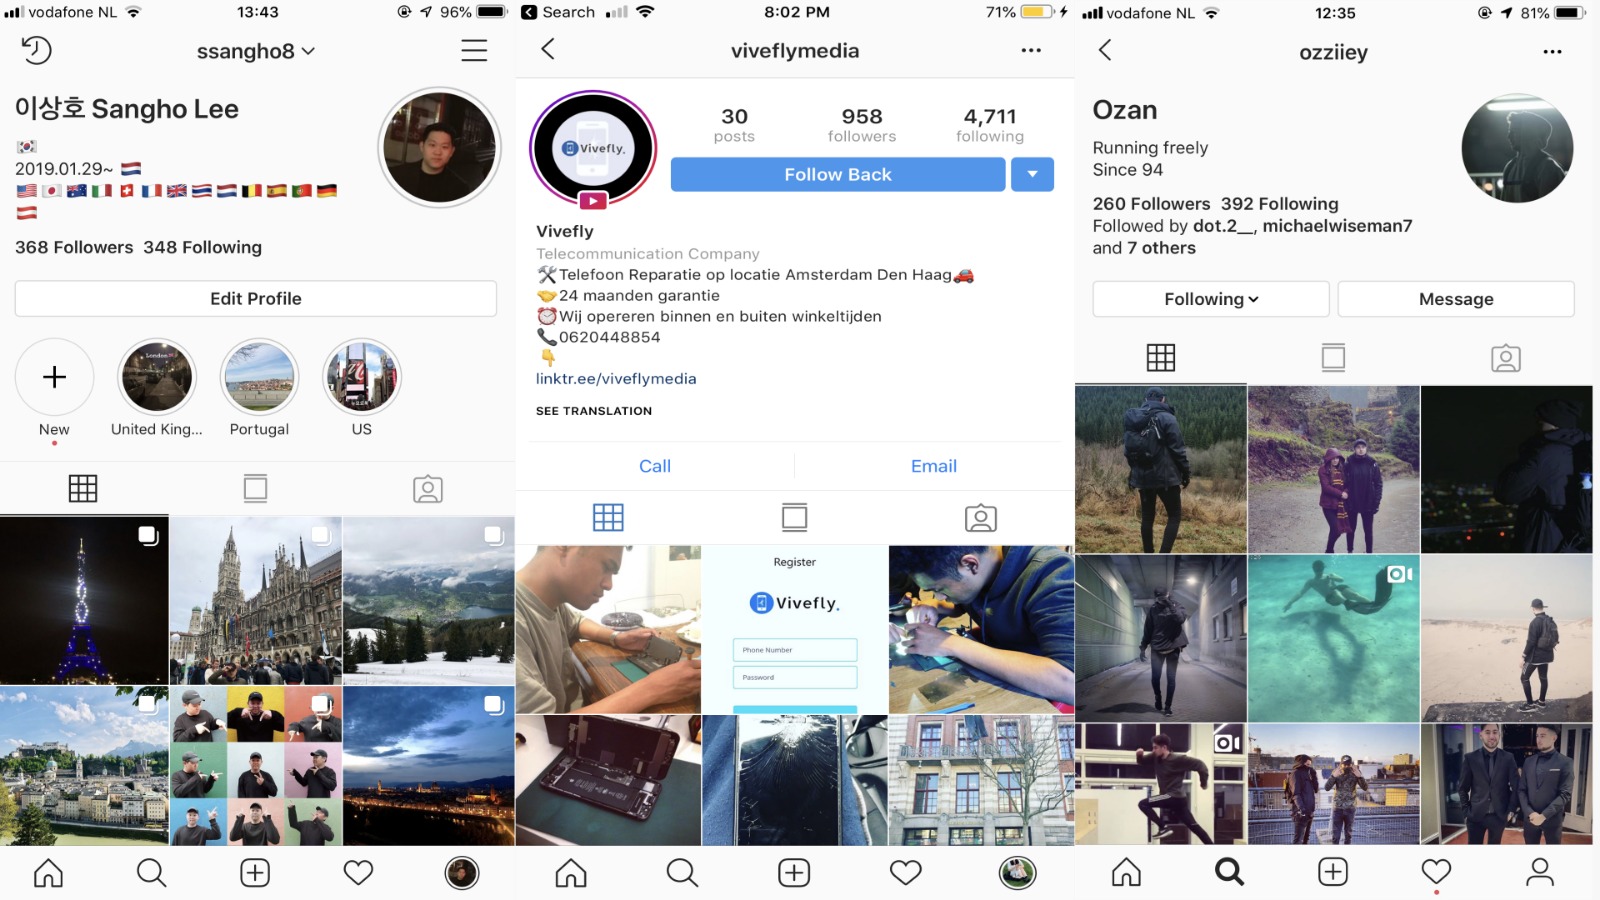 vodafone NL
13:43
96%
ssangho8
이상호 Sangho Lee
2019.01.29~
368 Followers 348 Following
Edit Profile
London
New
United King...
Portugal
US
Search
8:02 PM
71%
viveflymedia
Vivefly.
30
posts
958
followers
4,711
following
Follow Back
Vivefly
Telecommunication Company
Telefoon Reparatie op locatie Amsterdam Den Haag
24 maanden garantie
Wij opereren binnen en buiten winkeltijden
0620448854
linktr.ee/viveflymedia
SEE TRANSLATION
Call
Email
Register
Vivefly.
Phone Number
Password
vodafone NL
12:35
81%
ozziiey
Ozan
Running freely
Since 94
260 Followers 392 Following
Followed by dot.2__, michaelwiseman7
and 7 others
Following
Message